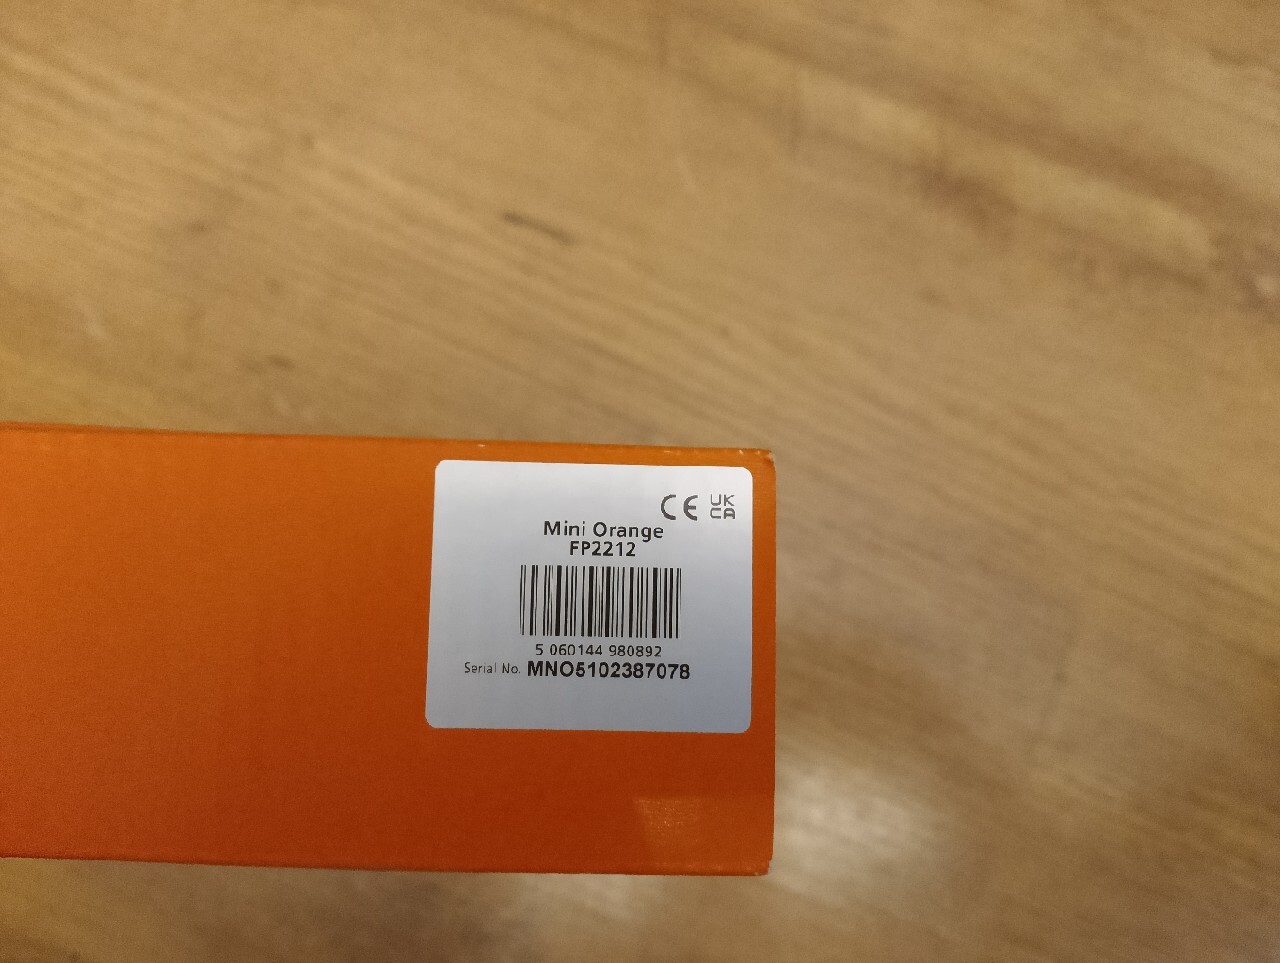 CE UK
CA
Mini Orange
FP2212
5 060144 980892
Serial No. MNO5102387078